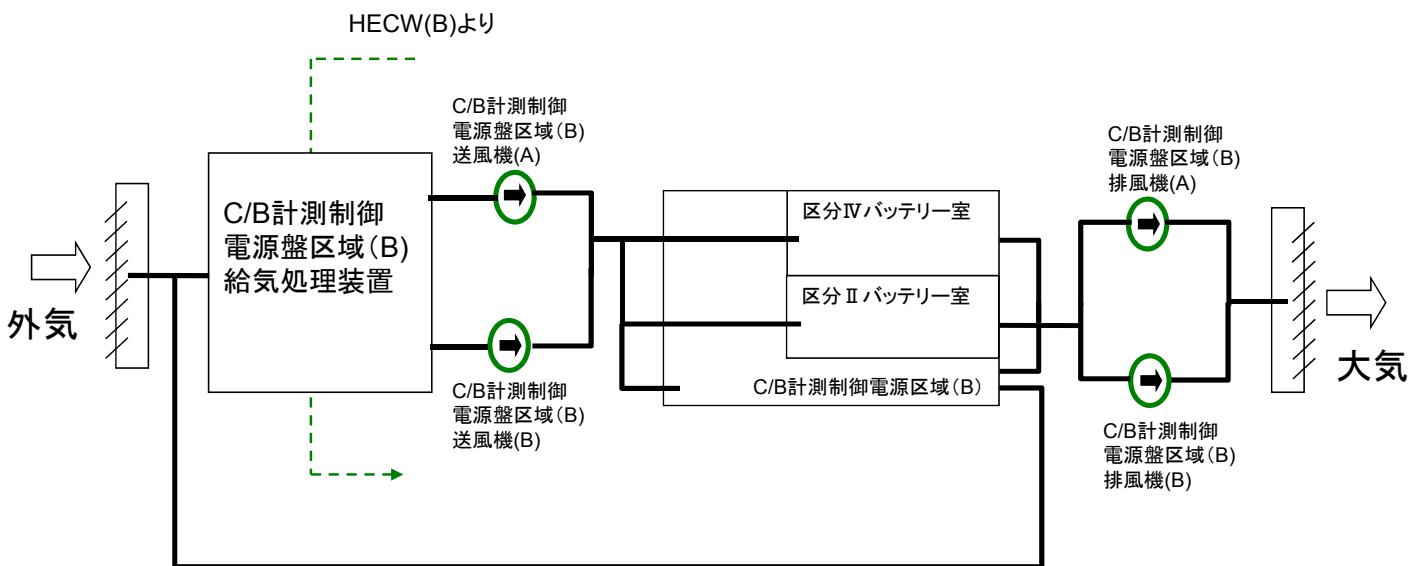 HECW(B)より
C/B計測制御
電源盤区域(B)
送風機(A)
C/B計測制御
電源盤区域(B)
排風機(A)
C/B計測制御
電源盤区域(B)
給気処理装置
区分Ⅳバッテリー室
区分Ⅱバッテリー室
外気
大気
C/B計測制御電源区域(B)
C/B計測制御
電源盤区域(B)
送風機(B)
C/B計測制御
電源盤区域(B)
排風機(B)